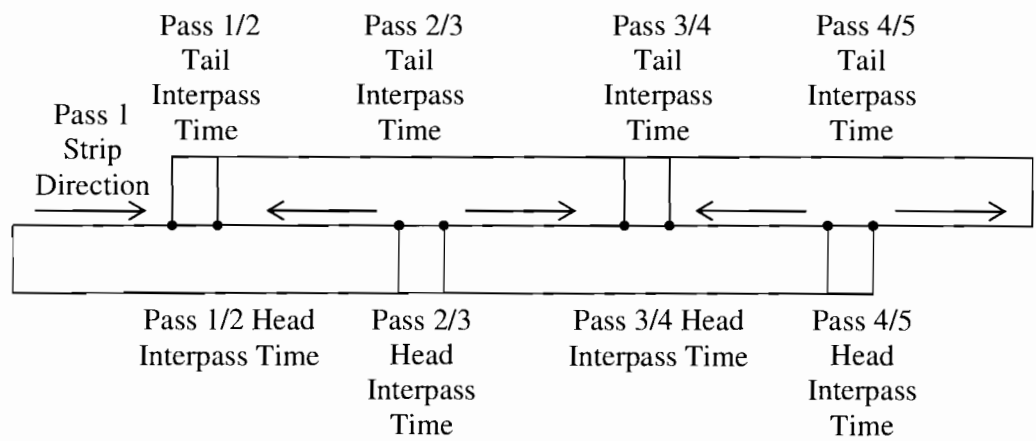 Pass 1/2
Tail
Interpass
Time
Pass 2/3
Tail
Interpass
Time
Pass 3/4
Tail
Interpass
Time
Pass 4/5
Tail
Interpass
Time
Pass 1
Strip
Direction
Pass 1/2 Head
Interpass Time
Pass 2/3
Head
Interpass
Time
Pass 3/4 Head
Interpass Time
Pass 4/5
Head
Interpass
Time